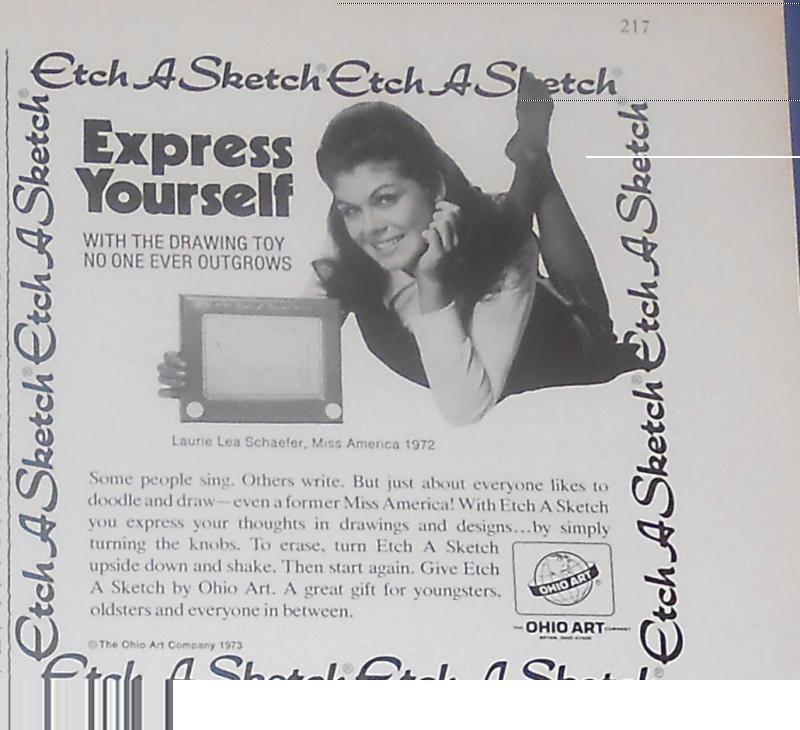 217
Etch A Sketch® Etch A Sketch®
Etch A Sketch® Etch A Sketch®
Express
Yourself
WITH THE DRAWING TOY
NO ONE EVER OUTGROWS
Laurie Lea Schaefer, Miss America 1972
Some people sing. Others write. But just about everyone likes to
doodle and draw—even a former Miss America! With Etch A Sketch
you express your thoughts in drawings and designs...by simply
turning the knobs. To erase, turn Etch A Sketch
upside down and shake. Then start again. Give Etch
A Sketch by Ohio Art. A great gift for youngsters,
oldsters and everyone in between.
OHIO ART
THE OHIO ART COMPANY
© The Ohio Art Company 1973
Etch A Sketch® Etch A Sketch®
Etch A Sketch® Etch A Sketch®